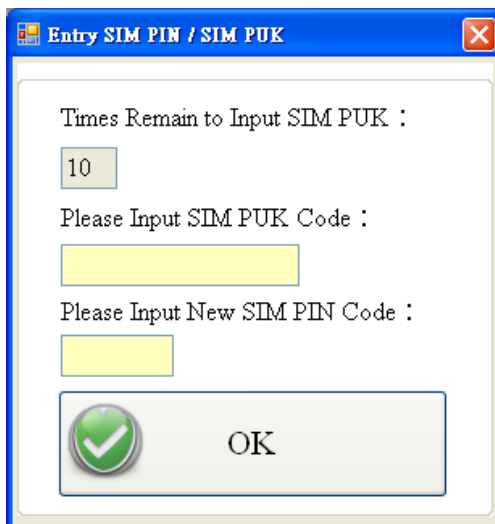 Entry SIM PIN / SIM PUK
Times Remain to Input SIM PUK：
10
Please Input SIM PUK Code：
Please Input New SIM PIN Code：
OK